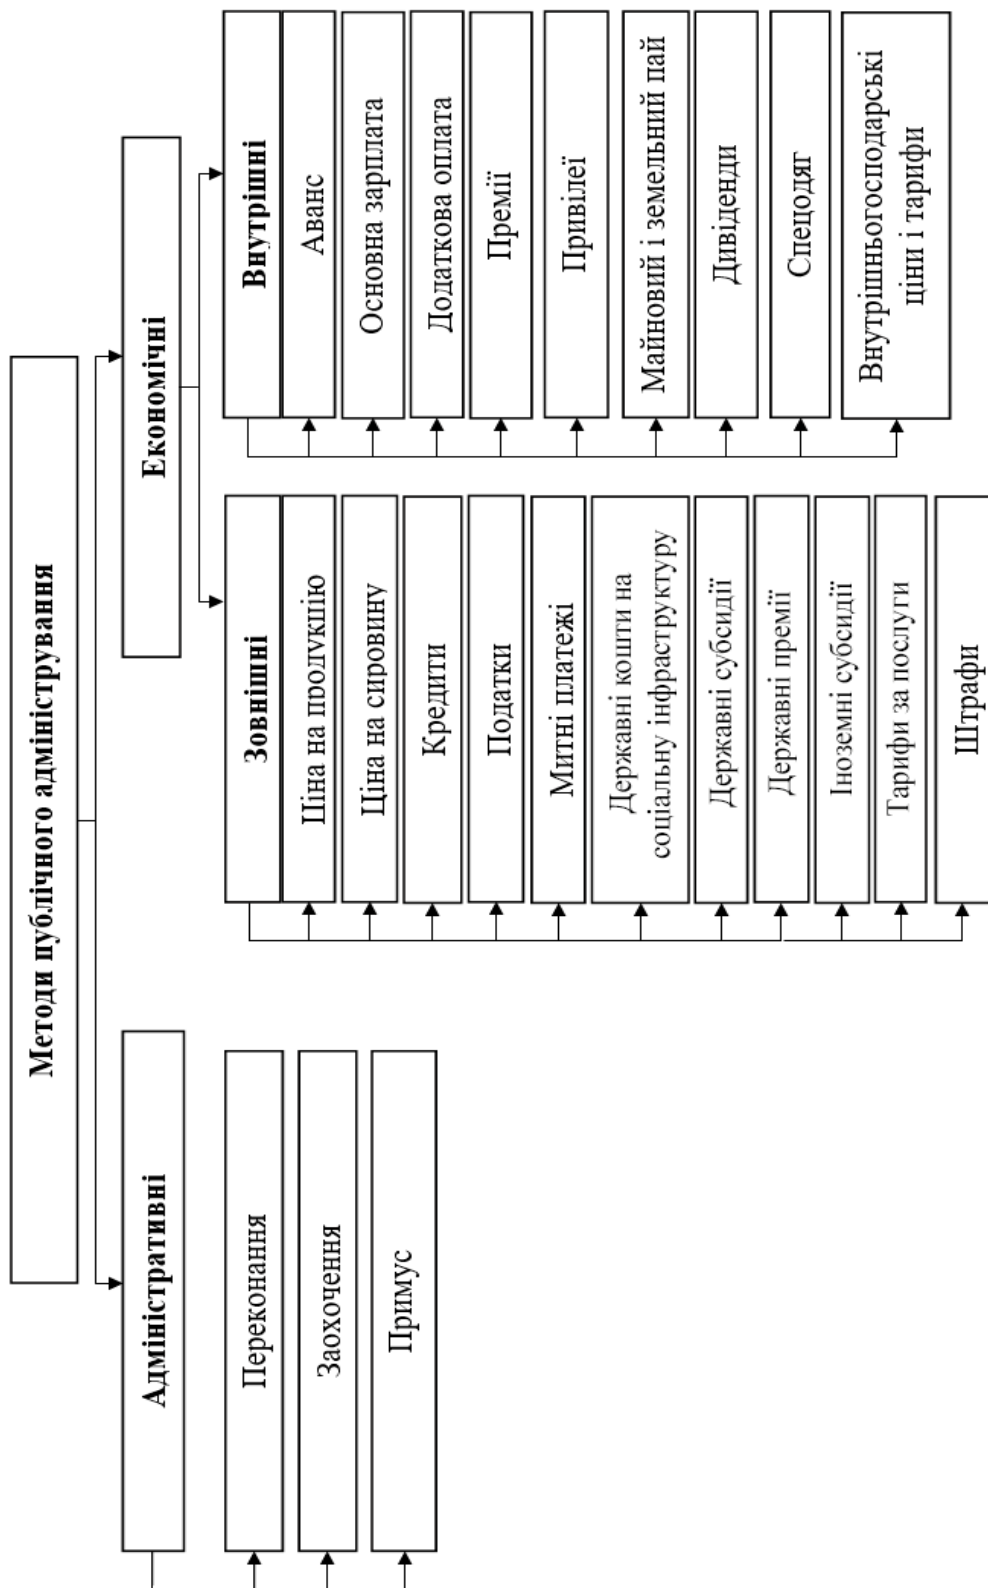 Методи публічного адміністрування
Адміністративні
Переконання
Заохочення
Примус
Економічні
Зовнішні
Ціна на продукцію
Ціна на сировину
Кредити
Податки
Митні платежі
Державні кошти на
соціальну інфраструктуру
Державні субсидії
Державні премії
Іноземні субсидії
Тарифи за послуги
Штрафи
Внутрішні
Аванс
Основна зарплата
Додаткова оплата
Премії
Привілеї
Майновий і земельний пай
Дивіденди
Спецодяг
Внутрішньогосподарські
ціни і тарифи